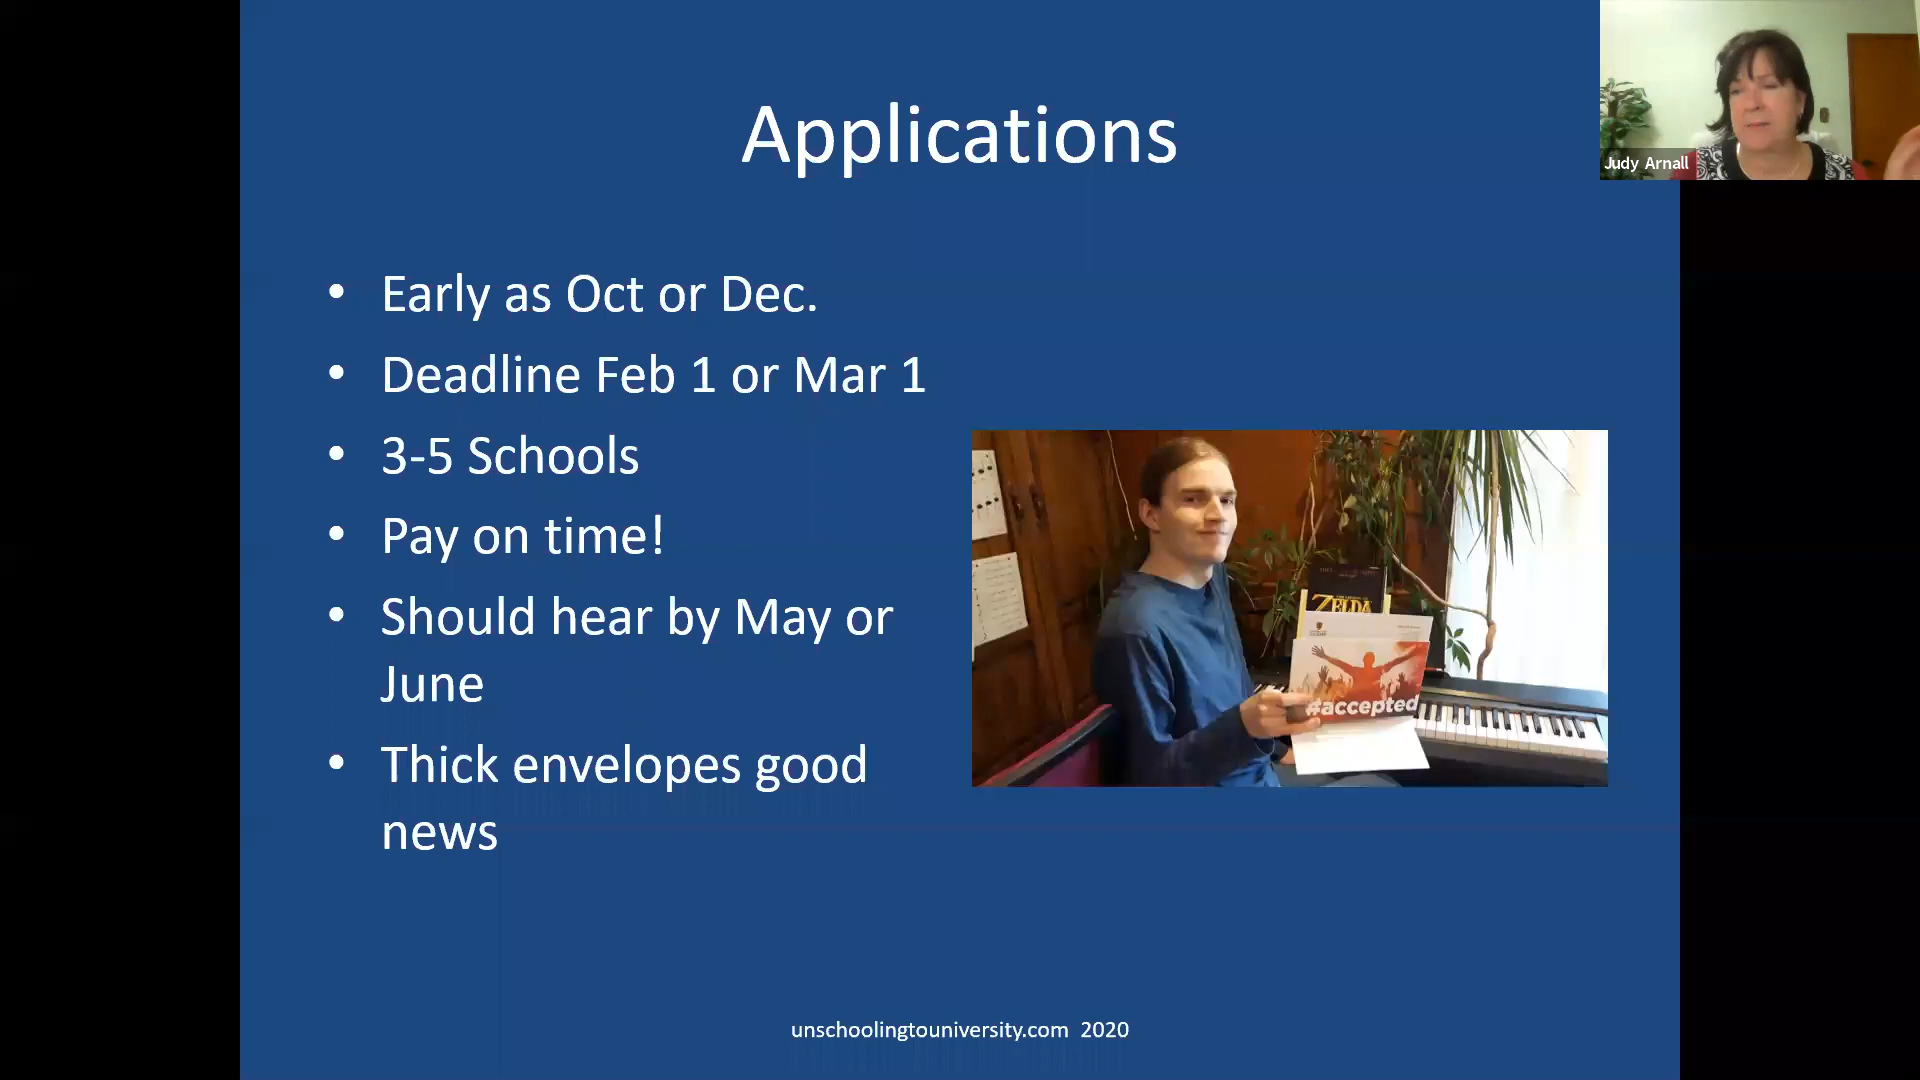 Applications
Judy Arnall
• Early as Oct or Dec.
• Deadline Feb 1 or Mar 1
• 3-5 Schools
• Pay on time!
• Should hear by May or
June
• Thick envelopes good
news
ZELDA
#accepted
unschoolingtouniversity.com 2020